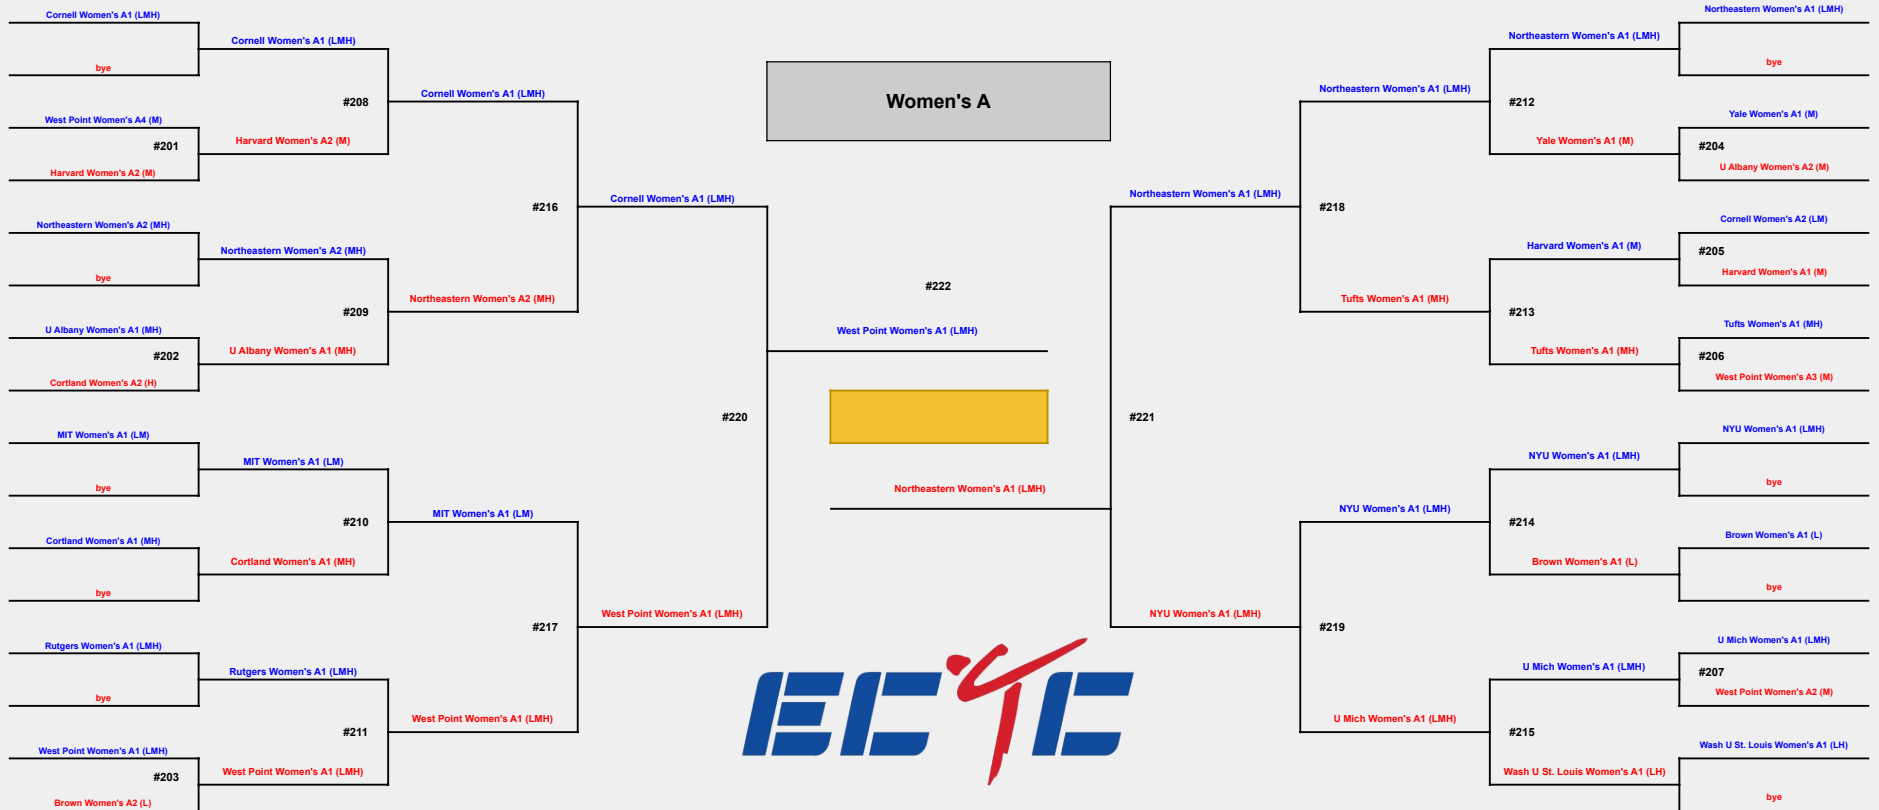 Cornell Women's A1 (LMH)
bye
West Point Women's A4 (M)
#201
Harvard Women's A2 (M)
Northeastern Women's A2 (MH)
bye
U Albany Women's A1 (MH)
#202
Cortland Women's A2 (H)
MIT Women's A1 (LM)
bye
Cortland Women's A1 (MH)
bye
Rutgers Women's A1 (LMH)
bye
West Point Women's A1 (LMH)
#203
Brown Women's A2 (L)
Cornell Women's A1 (LMH)
#208
Harvard Women's A2 (M)
Northeastern Women's A2 (MH)
#209
U Albany Women's A1 (MH)
MIT Women's A1 (LM)
#210
Cortland Women's A1 (MH)
Rutgers Women's A1 (LMH)
#211
West Point Women's A1 (LMH)
Cornell Women's A1 (LMH)
#216
Northeastern Women's A2 (MH)
MIT Women's A1 (LM)
#217
West Point Women's A1 (LMH)
Cornell Women's A1 (LMH)
#220
West Point Women's A1 (LMH)
Women's A
#222
West Point Women's A1 (LMH)
Northeastern Women's A1 (LMH)
ECTC
Northeastern Women's A1 (LMH)
#221
NYU Women's A1 (LMH)
Northeastern Women's A1 (LMH)
#218
Tufts Women's A1 (MH)
NYU Women's A1 (LMH)
#219
U Mich Women's A1 (LMH)
Northeastern Women's A1 (LMH)
#212
Yale Women's A1 (M)
Harvard Women's A1 (M)
#213
Tufts Women's A1 (MH)
NYU Women's A1 (LMH)
#214
Brown Women's A1 (L)
U Mich Women's A1 (LMH)
#215
Wash U St. Louis Women's A1 (LH)
Northeastern Women's A1 (LMH)
bye
Yale Women's A1 (M)
#204
U Albany Women's A2 (M)
Cornell Women's A2 (LM)
#205
Harvard Women's A1 (M)
Tufts Women's A1 (MH)
#206
West Point Women's A3 (M)
NYU Women's A1 (LMH)
bye
Brown Women's A1 (L)
bye
U Mich Women's A1 (LMH)
#207
West Point Women's A2 (M)
Wash U St. Louis Women's A1 (LH)
bye